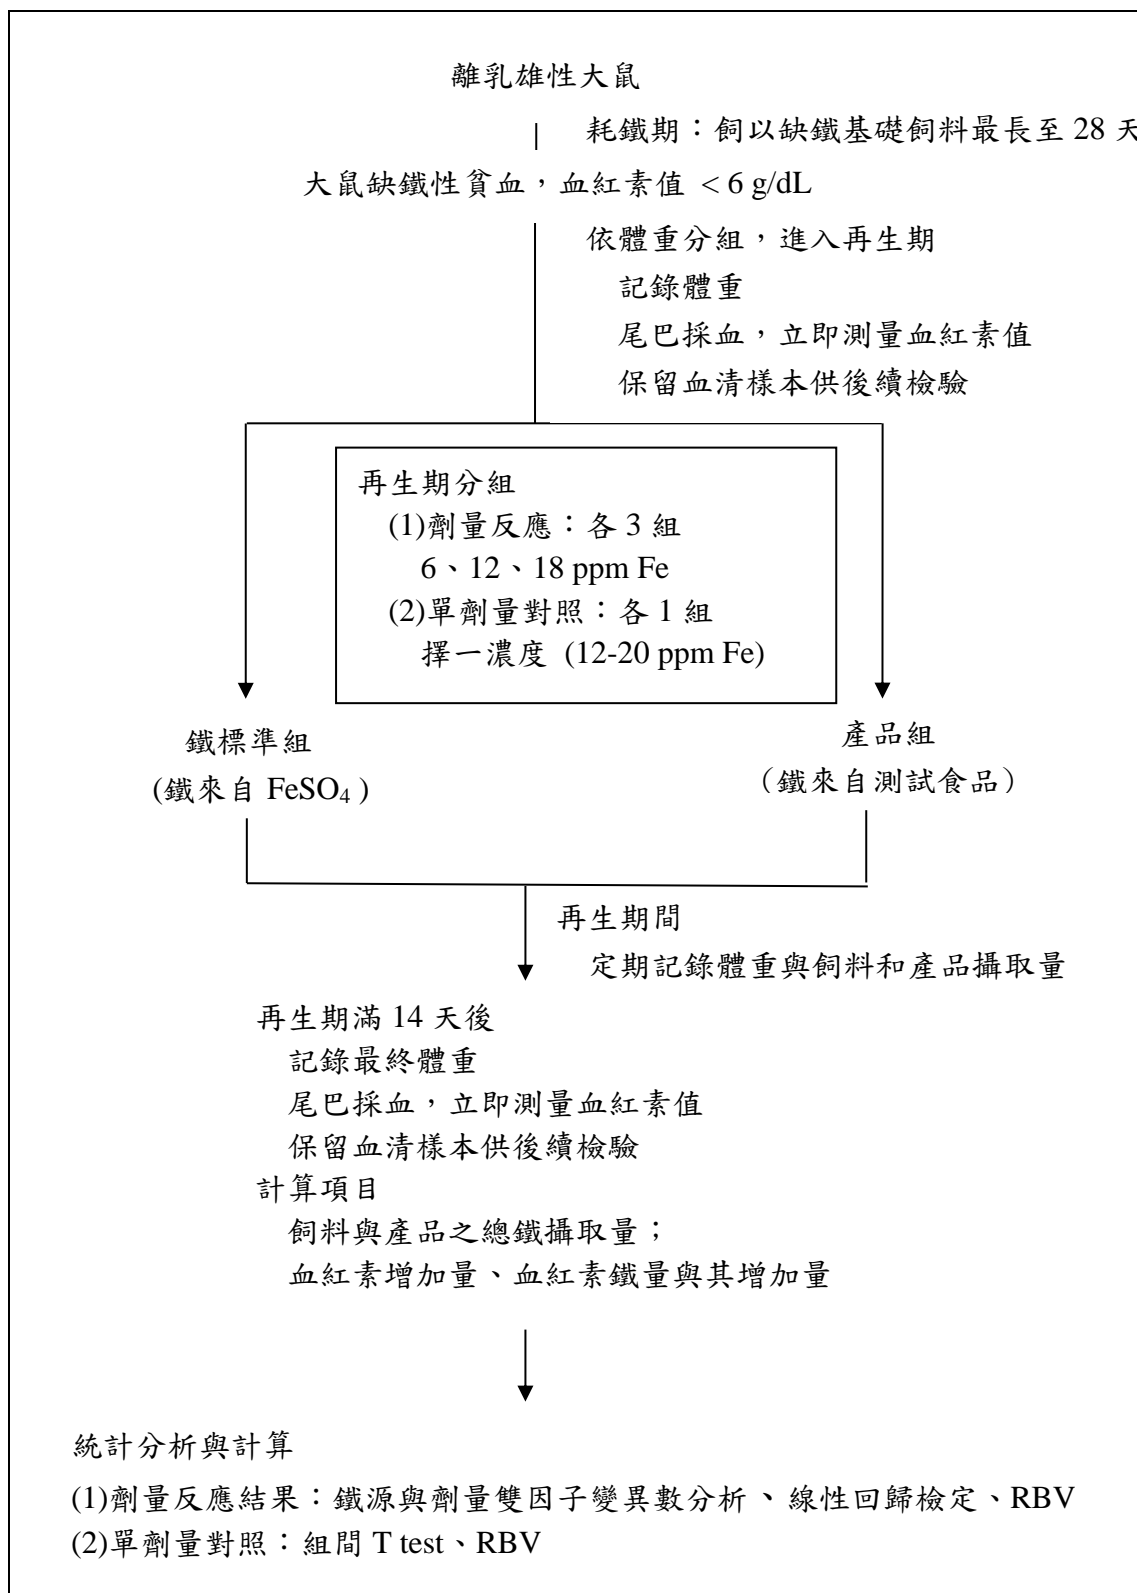 離乳雄性大鼠
耗鐵期：飼以缺鐵基礎飼料最長至 28 天
大鼠缺鐵性貧血，血紅素值 < 6 g/dL
依體重分組，進入再生期
記錄體重
尾巴採血，立即測量血紅素值
保留血清樣本供後續檢驗
再生期分組
(1)劑量反應：各 3 組
6、12、18 ppm Fe
(2)單劑量對照：各 1 組
擇一濃度 (12-20 ppm Fe)
鐵標準組
(鐵來自 FeSO₄ )
產品組
（鐵來自測試食品）
再生期間
定期記錄體重與飼料和產品攝取量
再生期滿 14 天後
記錄最終體重
尾巴採血，立即測量血紅素值
保留血清樣本供後續檢驗
計算項目
飼料與產品之總鐵攝取量；
血紅素增加量、血紅素鐵量與其增加量
統計分析與計算
(1)劑量反應結果：鐵源與劑量雙因子變異數分析、線性回歸檢定、RBV
(2)單劑量對照：組間 T test、RBV